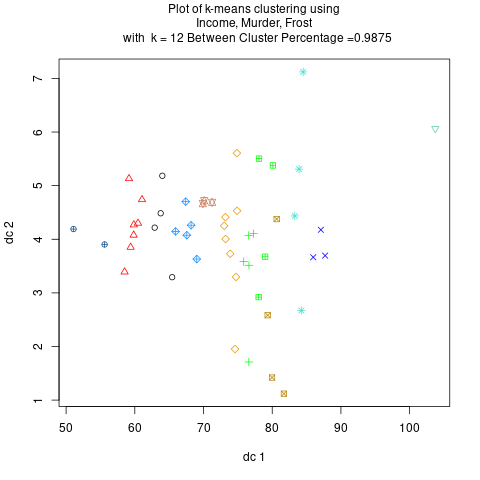 Plot of k-means clustering using
Income, Murder, Frost
with k = 12 Between Cluster Percentage =0.9875
7
6
5
4
3
2
1
dc 2
50 60 70 80 90 100
dc 1